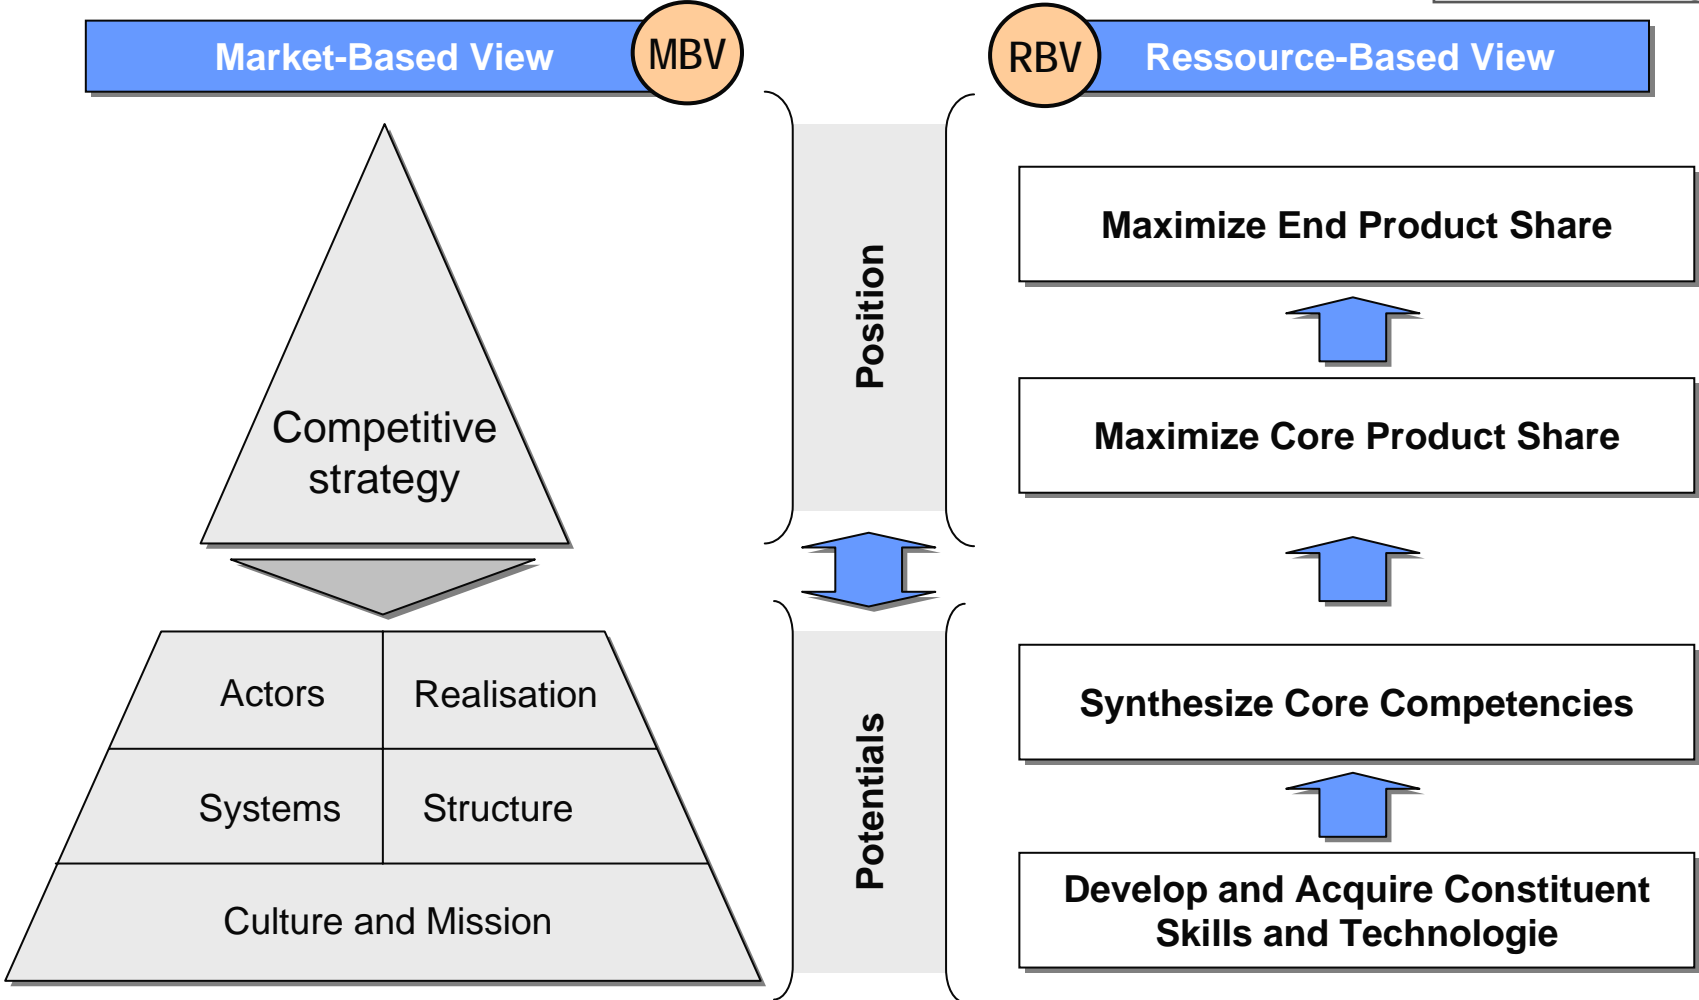 Market-Based View
MBV
RBV
Ressource-Based View
Competitive
strategy
Actors
Realisation
Systems
Structure
Culture and Mission
Position
Potentials
Maximize End Product Share
Maximize Core Product Share
Synthesize Core Competencies
Develop and Acquire Constituent
Skills and Technologie